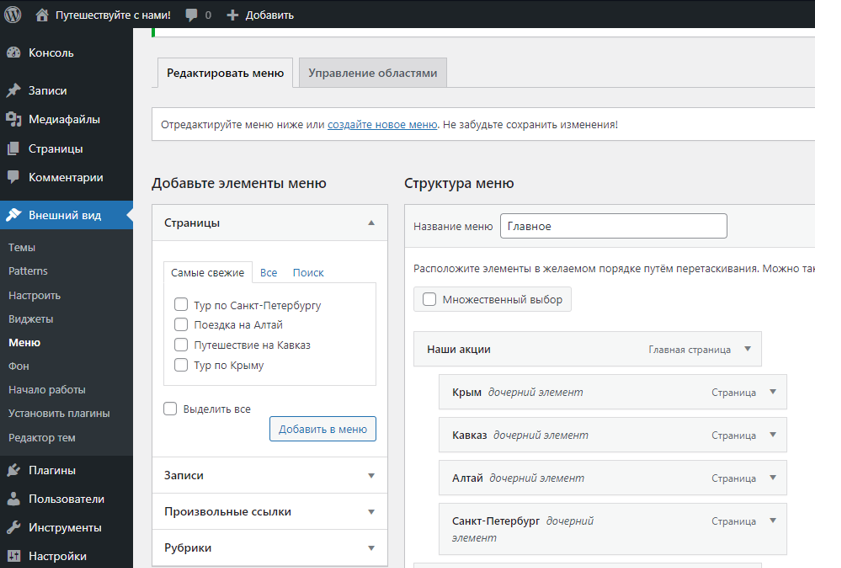 Путешествуйте с нами! 0 Добавить
Консоль
Записи
Медиафайлы
Страницы
Комментарии
Внешний вид
Темы
Patterns
Настроить
Виджеты
Меню
Фон
Начало работы
Установить плагины
Редактор тем
Плагины
Пользователи
Инструменты
Настройки
Редактировать меню Управление областями
Отредактируйте меню ниже или создайте новое меню. Не забудьте сохранить изменения!
Добавьте элементы меню
Страницы
Самые свежие Все Поиск
Тур по Санкт-Петербургу
Поездка на Алтай
Путешествие на Кавказ
Тур по Крыму
Выделить все
Добавить в меню
Записи
Произвольные ссылки
Рубрики
Структура меню
Название меню Главное
Расположите элементы в желаемом порядке путём перетаскивания. Можно
Множественный выбор
Наши акции Главная страница
Крым дочерний элемент Страница
Кавказ дочерний элемент Страница
Алтай дочерний элемент Страница
Санкт-Петербург дочерний Страница
элемент